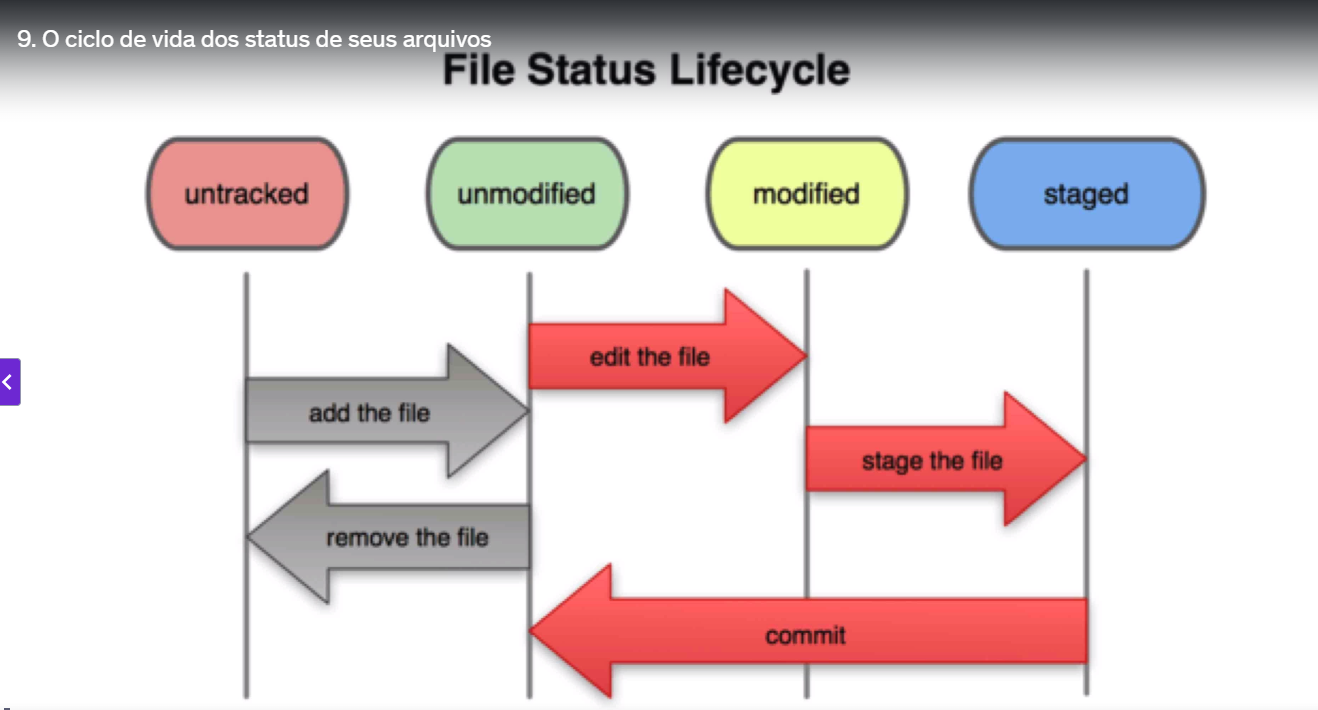 9. O ciclo de vida dos status de seus arquivos
File Status Lifecycle
untracked
unmodified
modified
staged
edit the file
add the file
stage the file
remove the file
commit